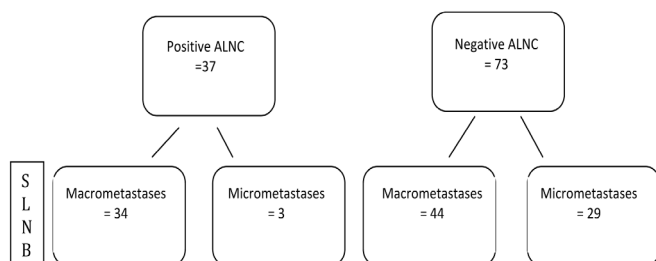 Positive ALNC
=37
Negative ALNC
= 73
S
L
N
B
Macrometastases
= 34
Micrometastases
= 3
Macrometastases
= 44
Micrometastases
= 29